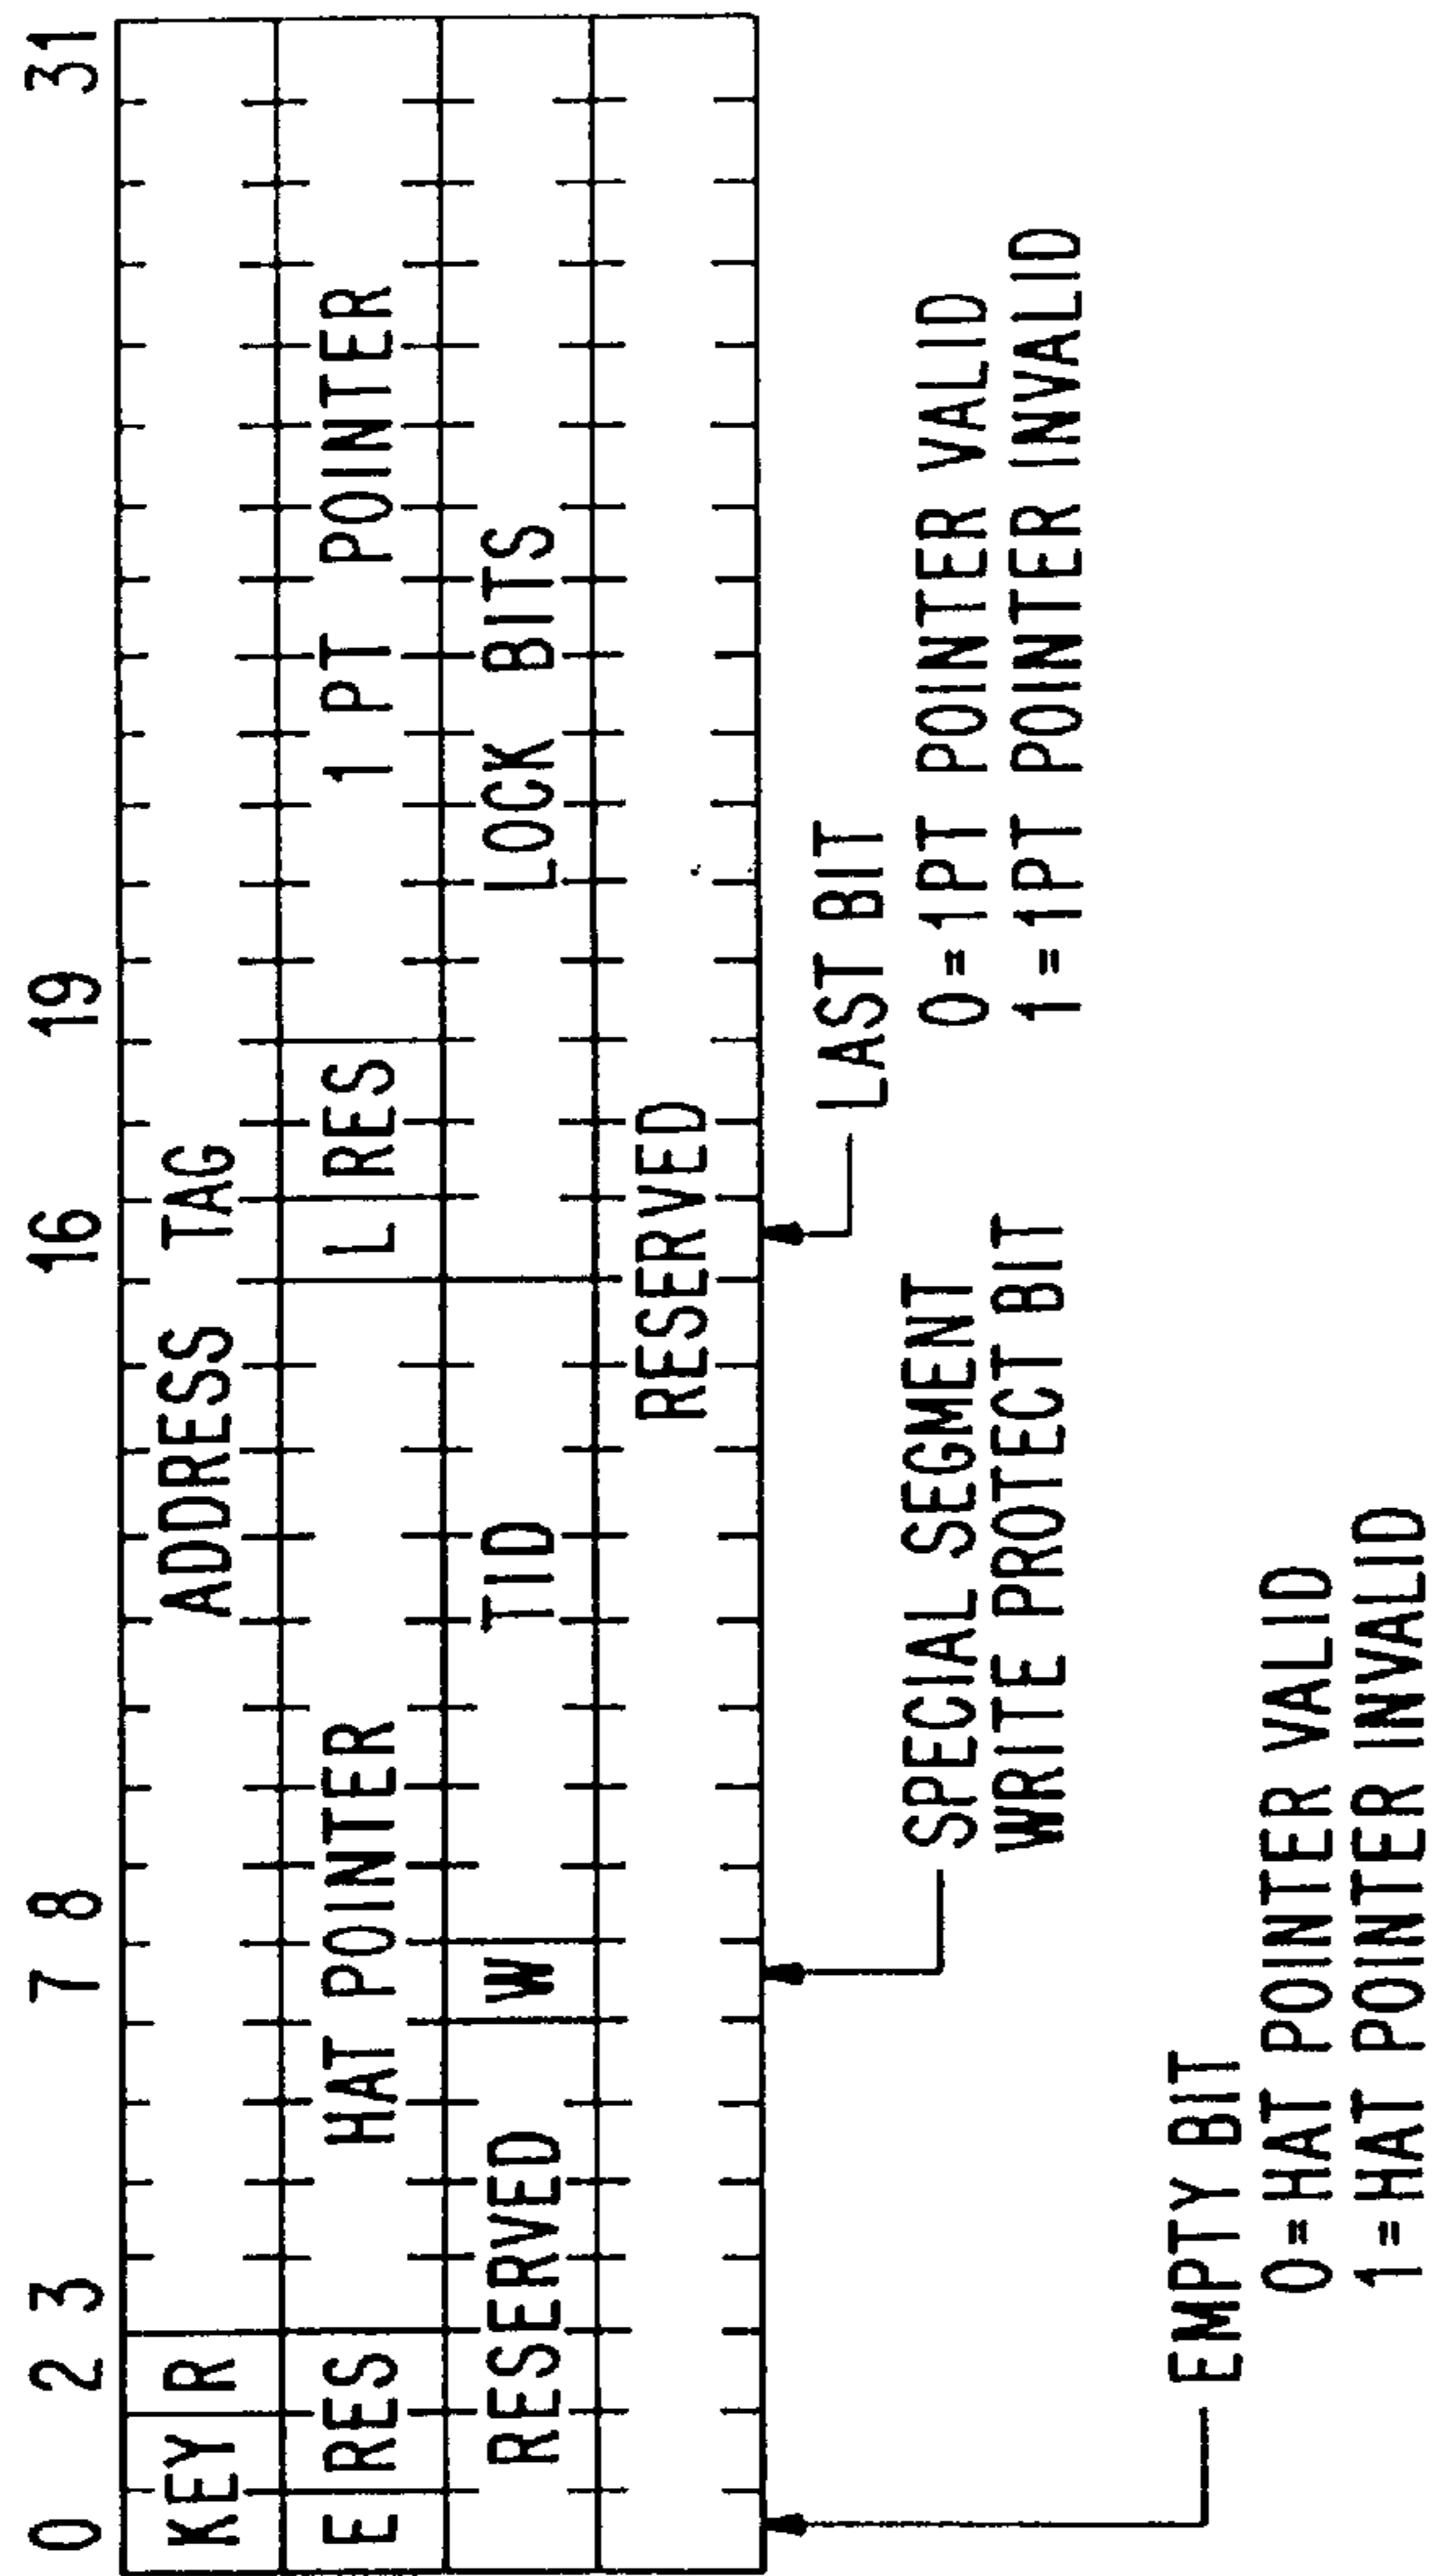 0 2 3 7 8 16 19 31
KEY R ADDRESS TAG
E RES HAT POINTER L RES 1 PT POINTER
RESERVED W TID LOCK BITS
RESERVED
LAST BIT
0 = 1PT POINTER VALID
1 = 1PT POINTER INVALID
SPECIAL SEGMENT
WRITE PROTECT BIT
EMPTY BIT
0 = HAT POINTER VALID
1 = HAT POINTER INVALID